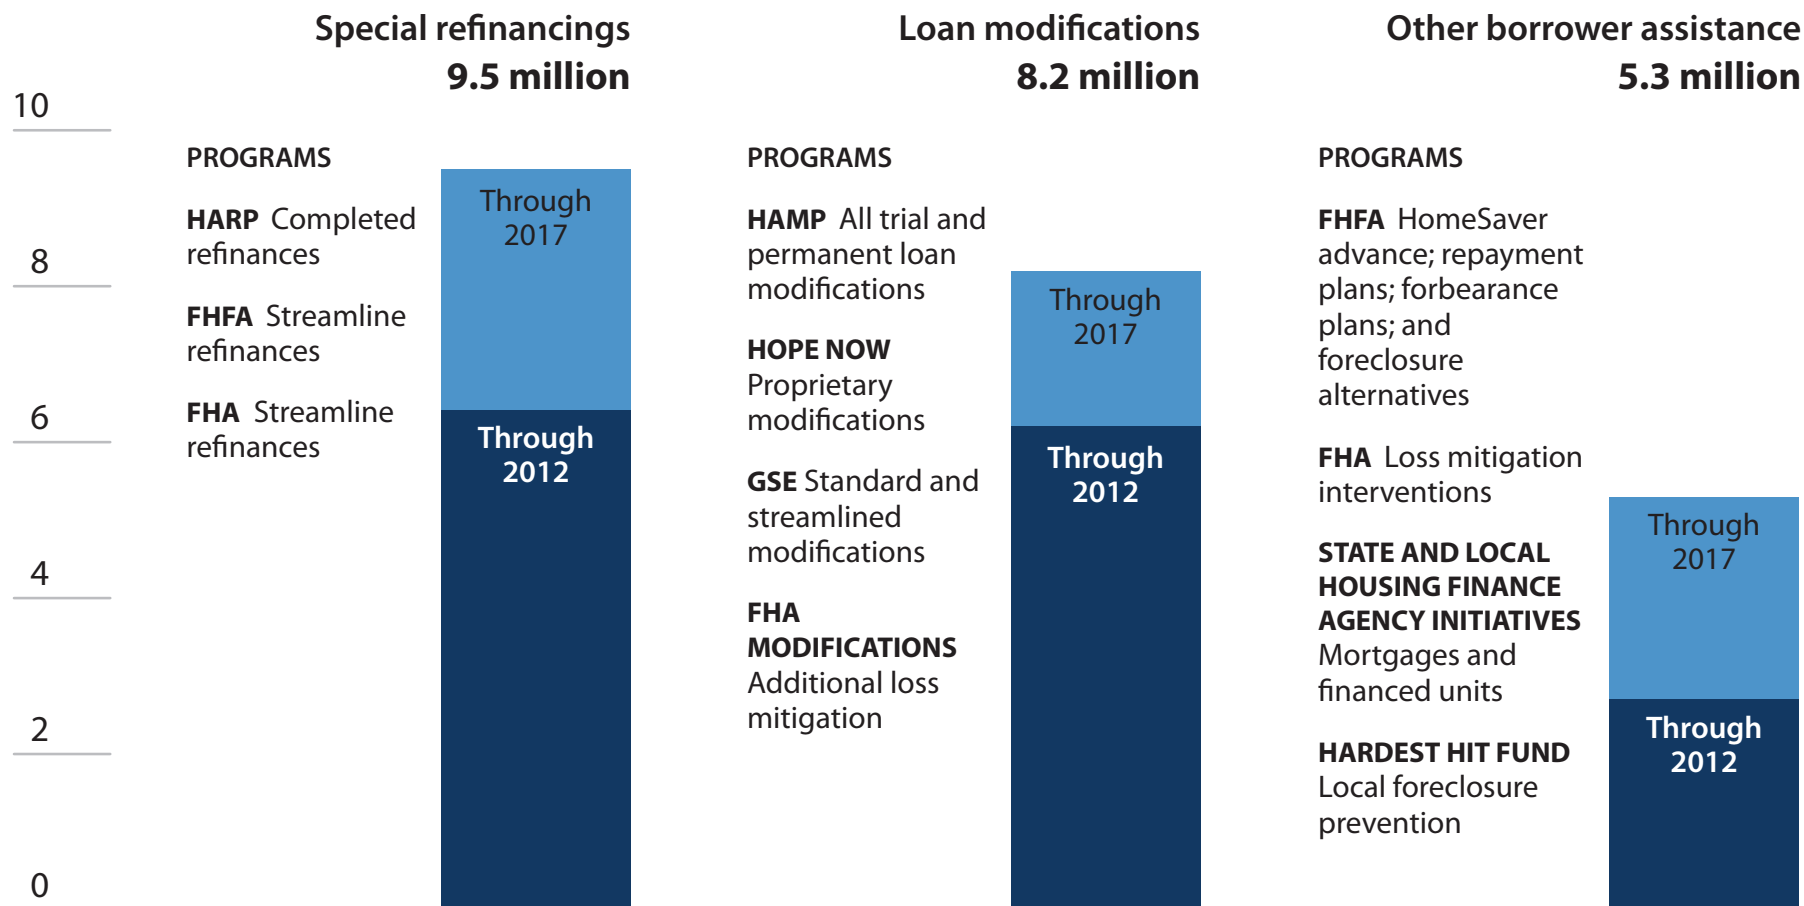 Special refinancings
9.5 million
Loan modifications
8.2 million
Other borrower assistance
5.3 million
10
8
6
4
2
0
PROGRAMS
HARP Completed
refinances
FHFA Streamline
refinances
FHA Streamline
refinances
Through
2017
Through
2012
PROGRAMS
HAMP All trial and
permanent loan
modifications
HOPE NOW
Proprietary
modifications
GSE Standard and
streamlined
modifications
FHA
MODIFICATIONS
Additional loss
mitigation
Through
2017
Through
2012
PROGRAMS
FHFA HomeSaver
advance; repayment
plans; forbearance
plans; and
foreclosure
alternatives
FHA Loss mitigation
interventions
STATE AND LOCAL
HOUSING FINANCE
AGENCY INITIATIVES
Mortgages and
financed units
HARDEST HIT FUND
Local foreclosure
prevention
Through
2017
Through
2012